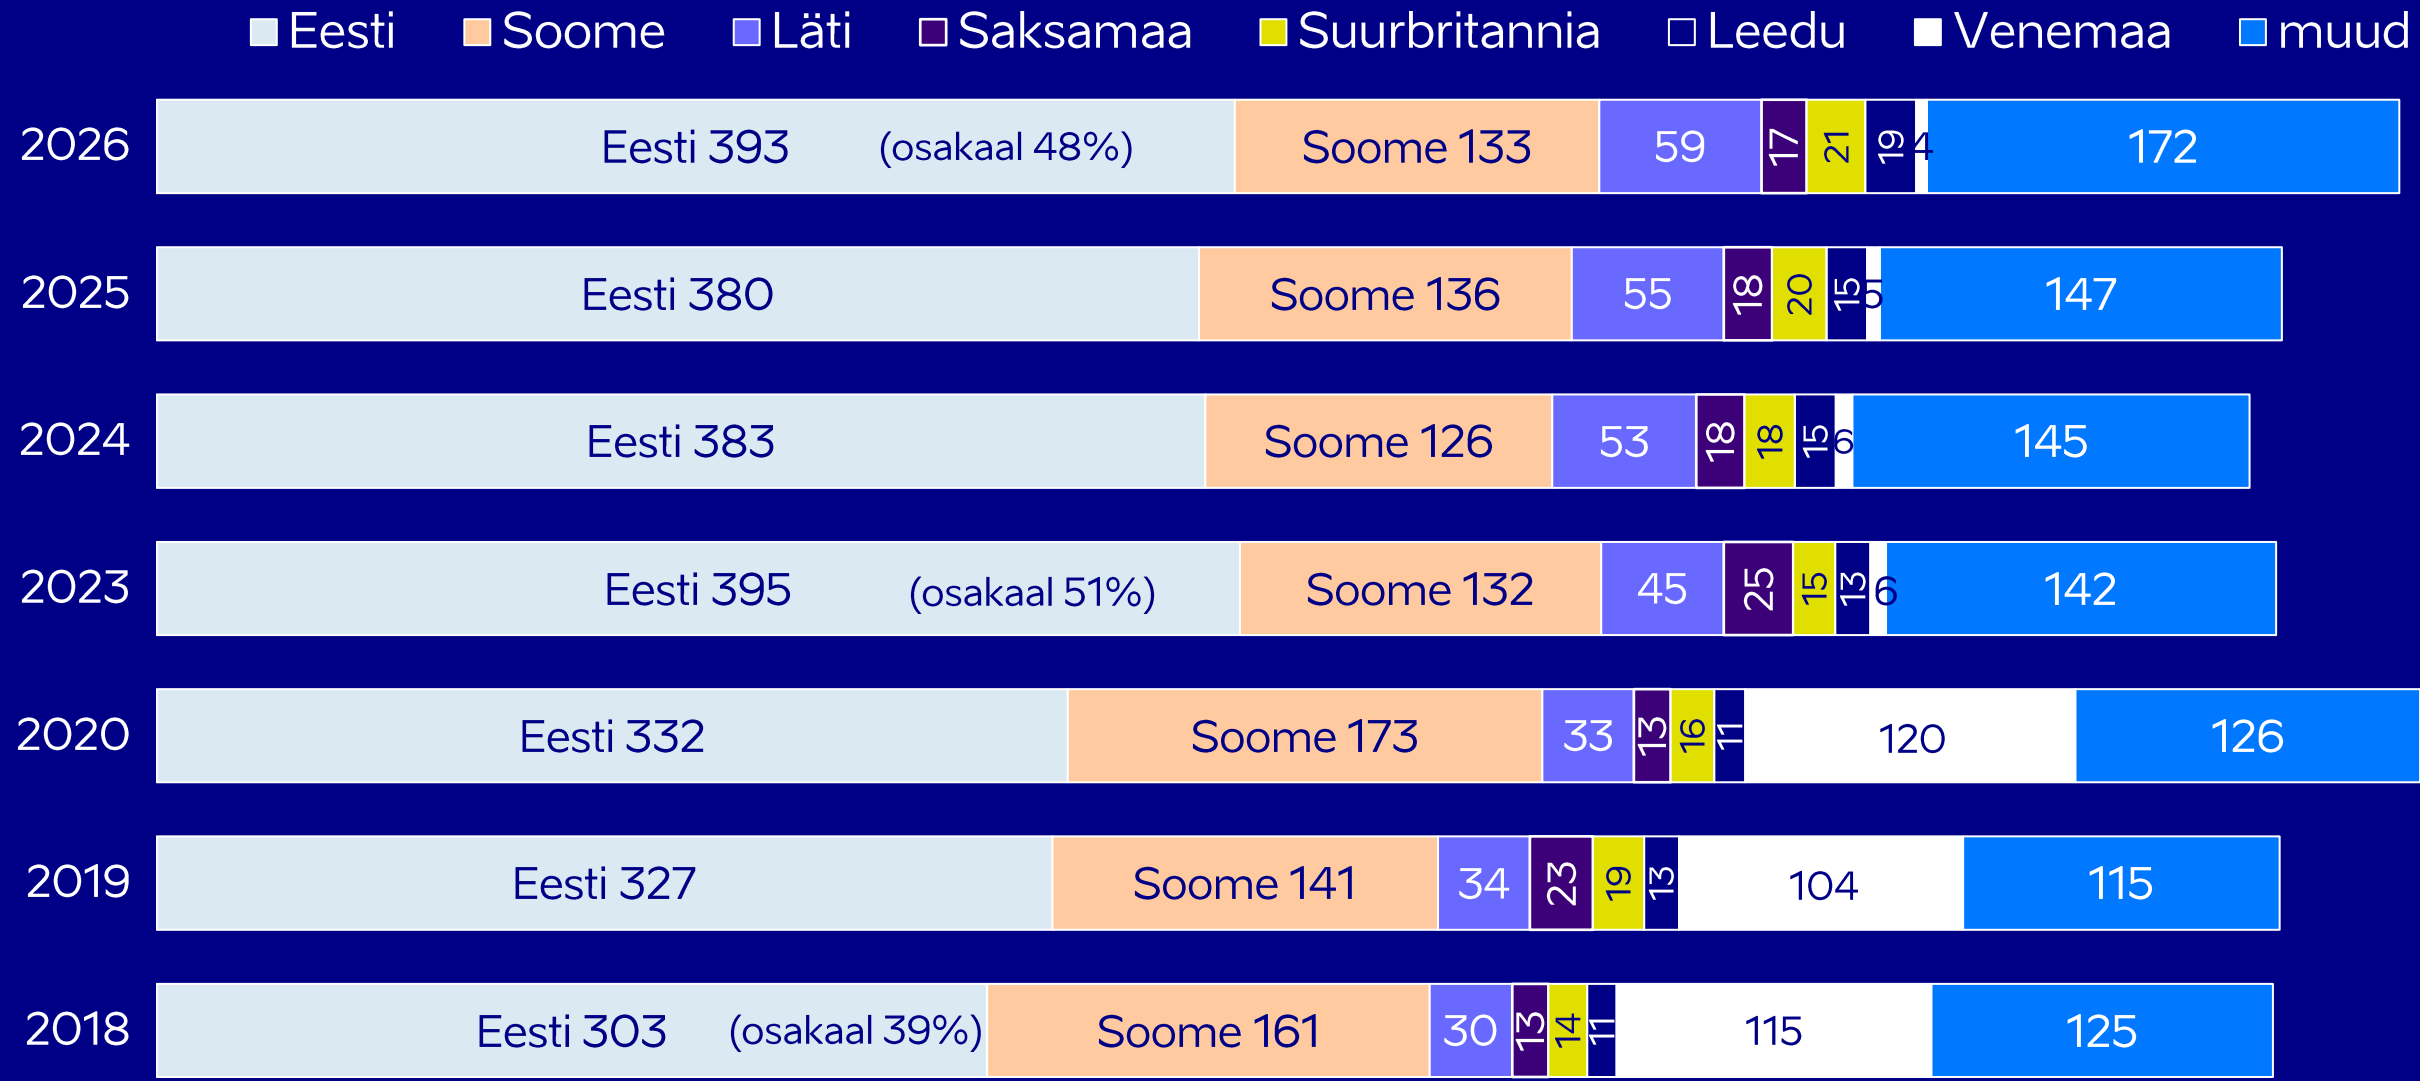 Eesti Soome Läti Saksamaa Suurbritannia Leedu Venemaa muud
2026 Eesti 393 (osakaal 48%) Soome 133 59 17 21 19 4 172
2025 Eesti 380 Soome 136 55 18 20 15 5 147
2024 Eesti 383 Soome 126 53 18 18 15 6 145
2023 Eesti 395 (osakaal 51%) Soome 132 45 25 15 13 6 142
2020 Eesti 332 Soome 173 33 13 16 11 120 126
2019 Eesti 327 Soome 141 34 23 19 13 104 115
2018 Eesti 303 (osakaal 39%) Soome 161 30 13 14 11 115 125